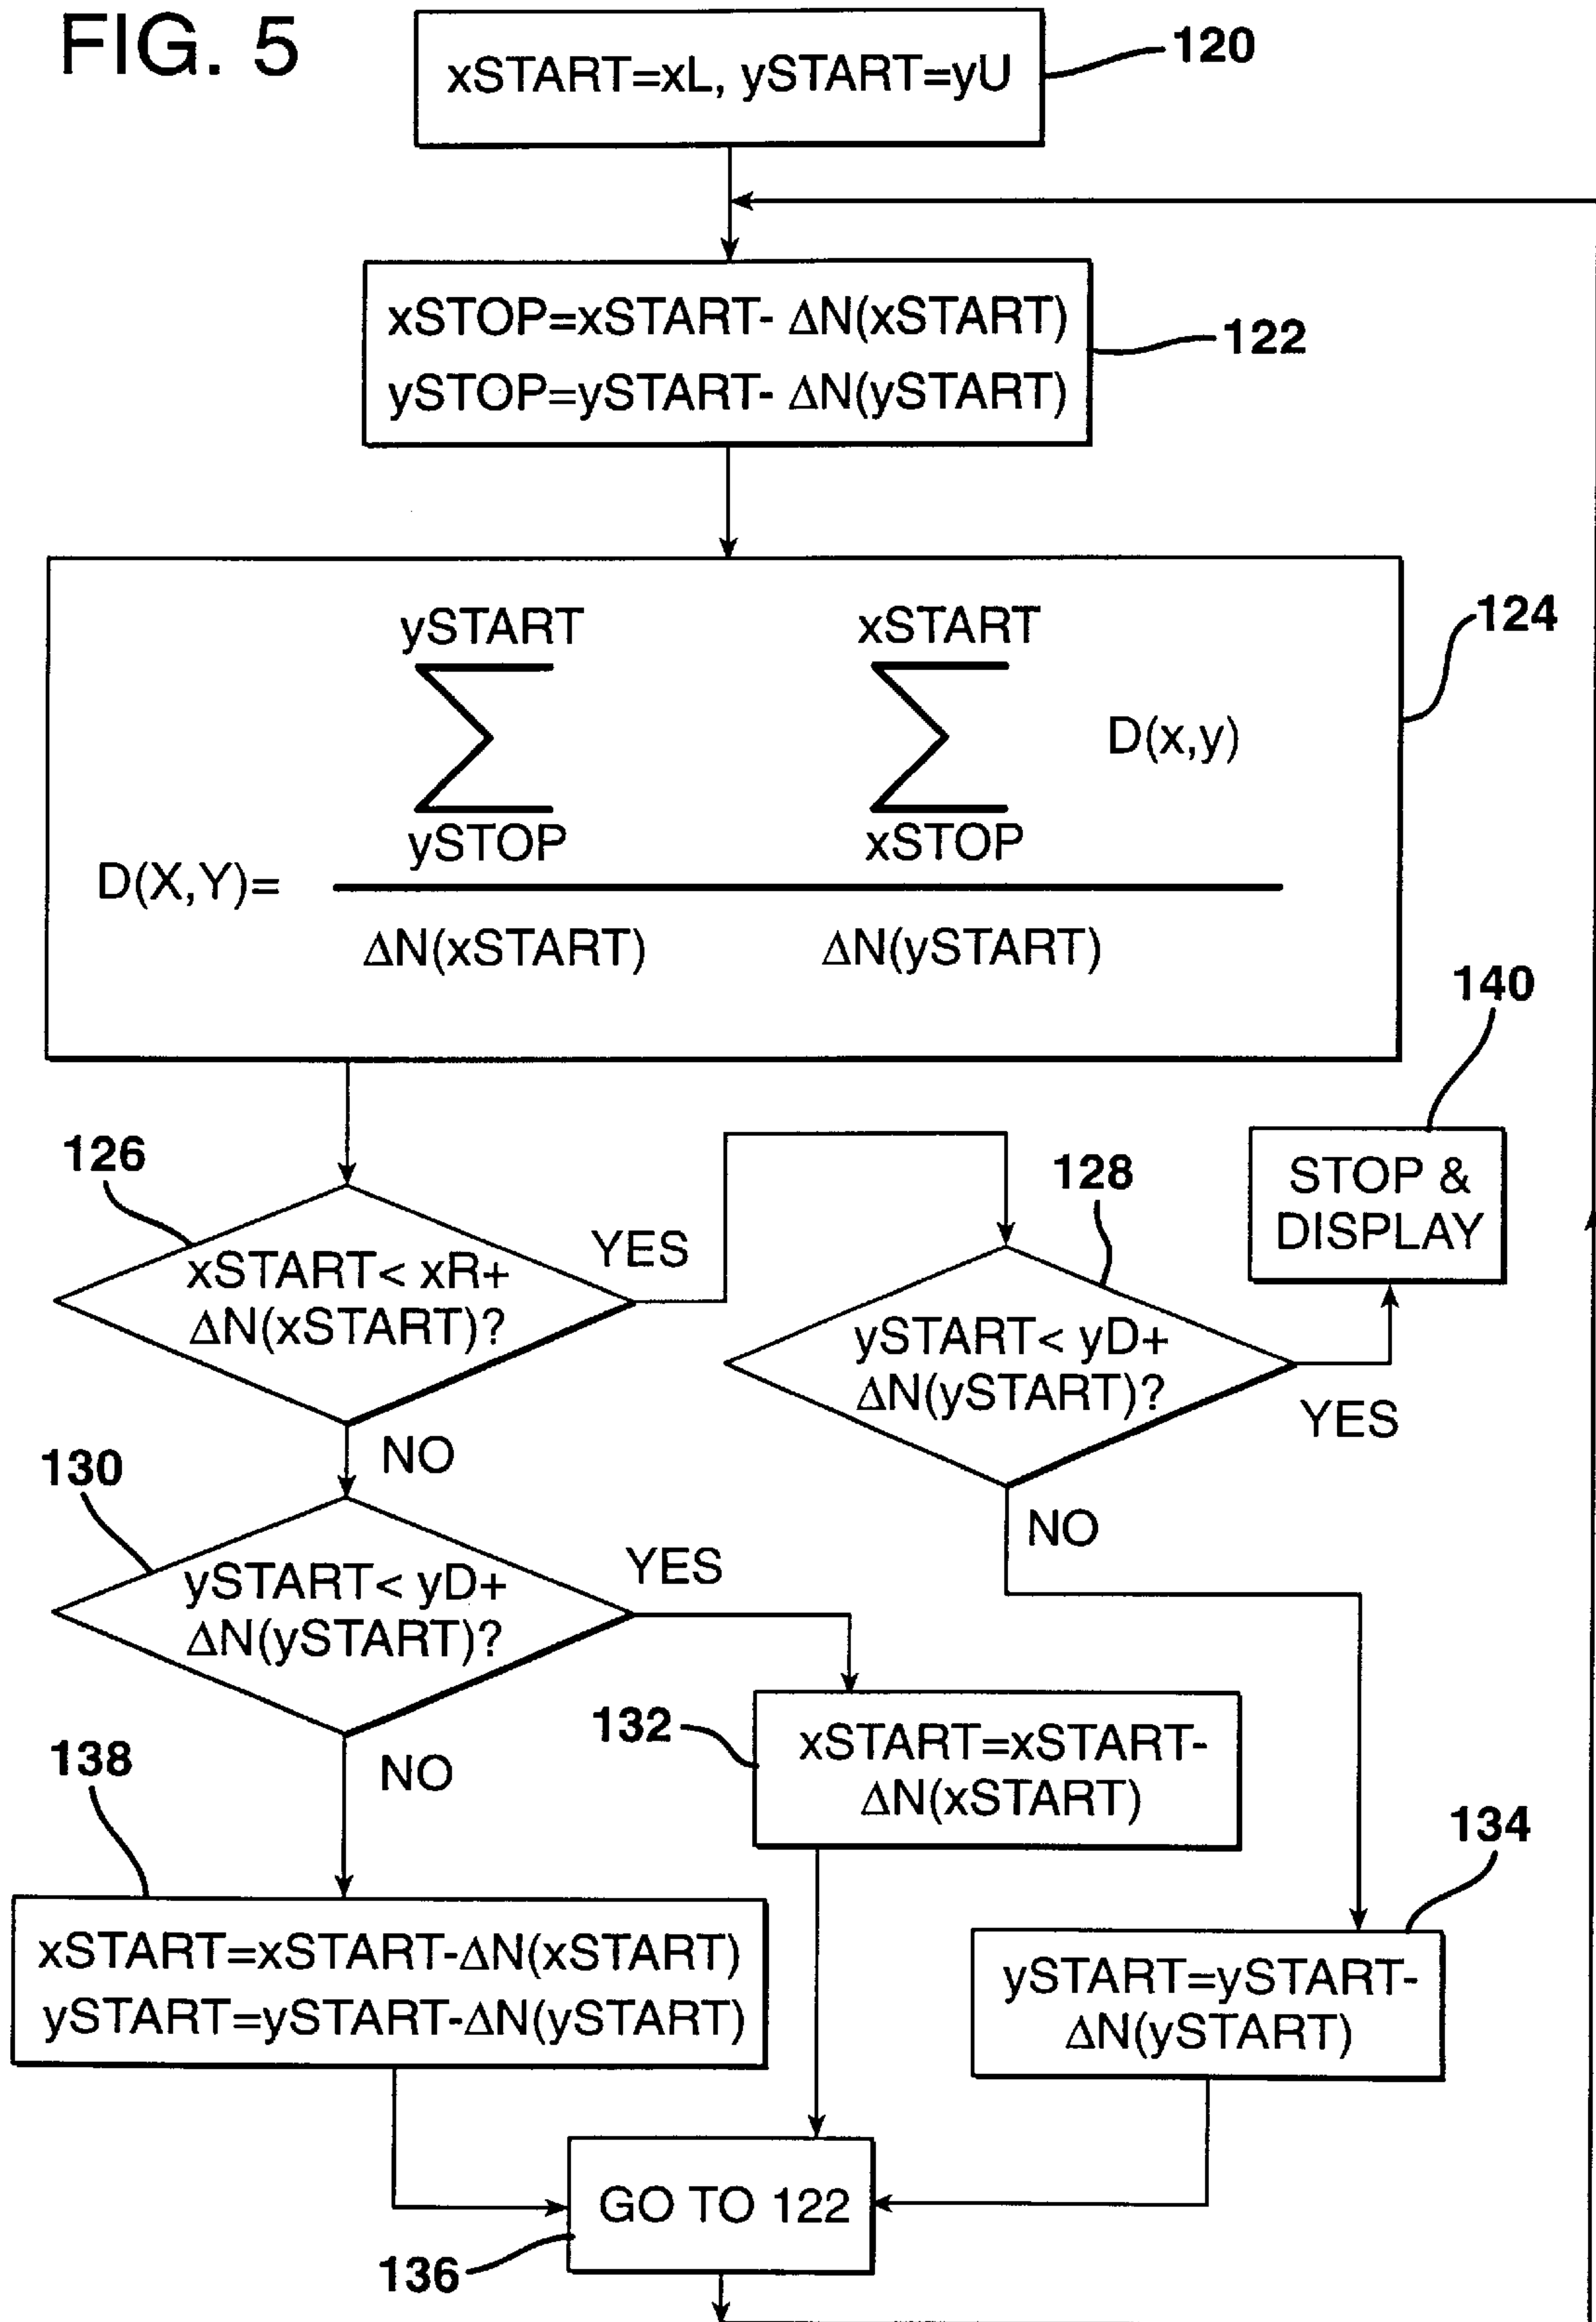 FIG. 5
xSTART=xL, ySTART=yU
120
xSTOP=xSTART- ΔN(xSTART)
ySTOP=ySTART- ΔN(ySTART)
122
124
ySTART xSTART
∑ ∑ D(x,y)
ySTOP xSTOP
D(X,Y)=
ΔN(xSTART) ΔN(ySTART)
140
STOP &
DISPLAY
126
xSTART< xR+
ΔN(xSTART)?
YES
128
ySTART< yD+
ΔN(ySTART)?
YES
NO
NO
130
ySTART< yD+
ΔN(ySTART)?
YES
NO
132
xSTART=xSTART-
ΔN(xSTART)
134
ySTART=ySTART-
ΔN(ySTART)
138
xSTART=xSTART-ΔN(xSTART)
ySTART=ySTART-ΔN(ySTART)
GO TO 122
136